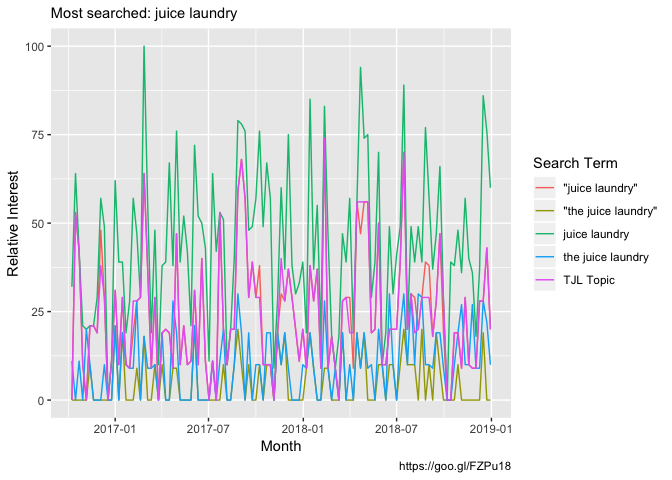 Most searched: juice laundry
100
75
50
25
0
Relative Interest
2017-01 2017-07 2018-01 2018-07 2019-01
Month
Search Term
"juice laundry"
"the juice laundry"
juice laundry
the juice laundry
TJL Topic
https://goo.gl/FZPu18